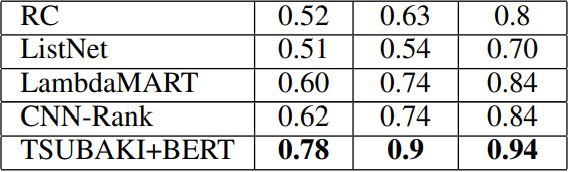 RC 0.52 0.63 0.8
ListNet 0.51 0.54 0.70
LambdaMART 0.60 0.74 0.84
CNN-Rank 0.62 0.74 0.84
TSUBAKI+BERT 0.78 0.9 0.94